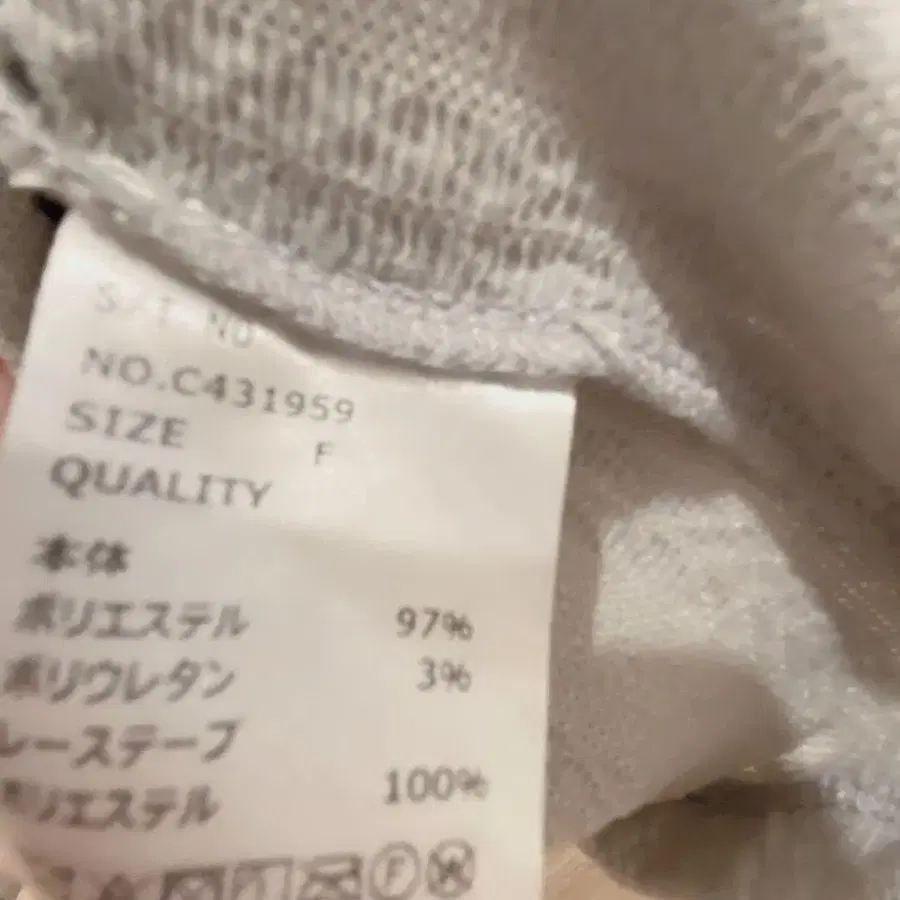 NO.C431959
SIZE F
QUALITY
本体
ポリエステル 97%
ポリウレタン 3%
レーステープ
ポリエステル 100%